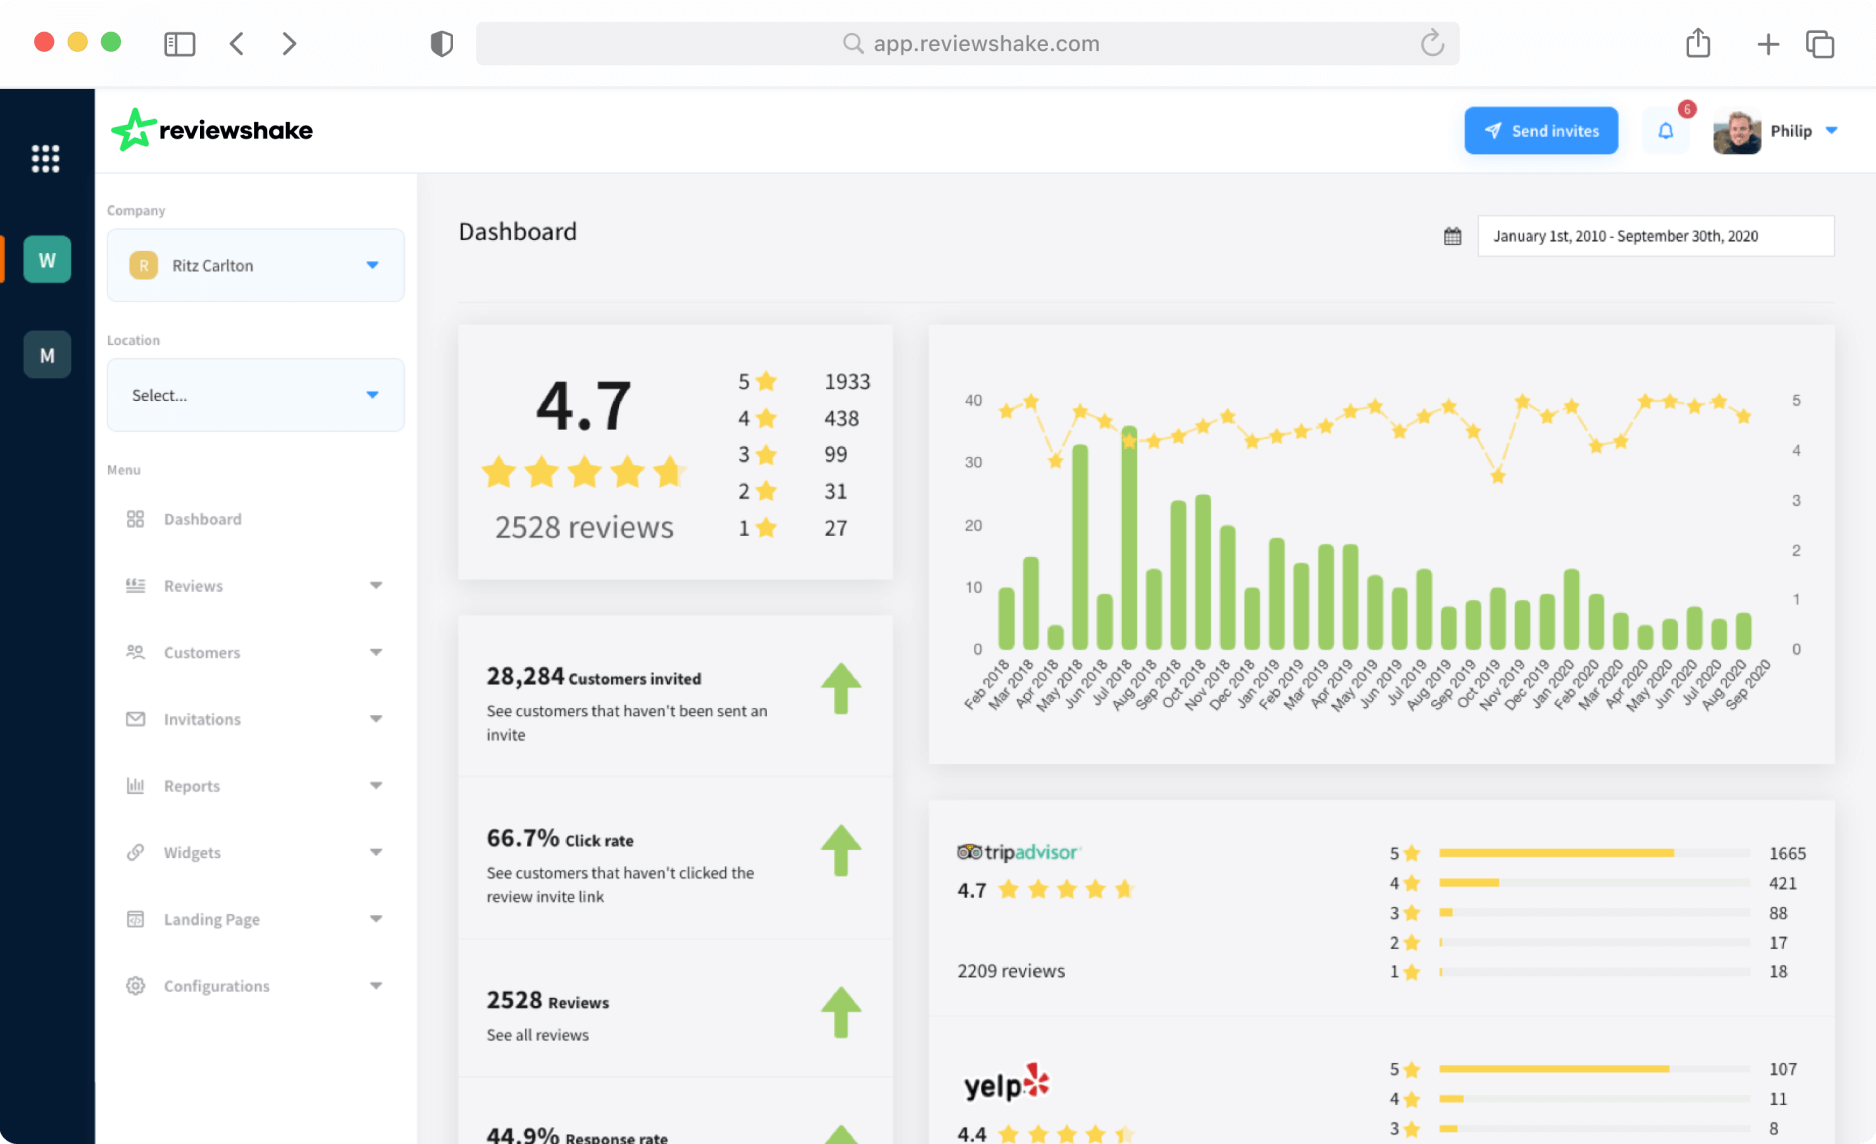 app.reviewshake.com
reviewshake
Send invites
6
Philip
W
M
Company
R Ritz Carlton
Location
Select...
Menu
Dashboard
Reviews
Customers
Invitations
Reports
Widgets
Landing Page
Configurations
Dashboard
January 1st, 2010 - September 30th, 2020
4.7
2528 reviews
5 1933
4 438
3 99
2 31
1 27
28,284 Customers invited
See customers that haven't been sent an
invite
66.7% Click rate
See customers that haven't clicked the
review invite link
2528 Reviews
See all reviews
44.9% Response rate
40
30
20
10
0
5
4
3
2
1
0
Feb 2018
Mar 2018
Apr 2018
May 2018
Jun 2018
Jul 2018
Aug 2018
Sep 2018
Oct 2018
Nov 2018
Dec 2018
Jan 2019
Feb 2019
Mar 2019
Apr 2019
May 2019
Jun 2019
Jul 2019
Aug 2019
Sep 2019
Oct 2019
Nov 2019
Dec 2019
Jan 2020
Feb 2020
Mar 2020
Apr 2020
May 2020
Jun 2020
Jul 2020
Aug 2020
Sep 2020
tripadvisor
4.7
2209 reviews
5 1665
4 421
3 88
2 17
1 18
yelp
4.4
5 107
4 11
3 8